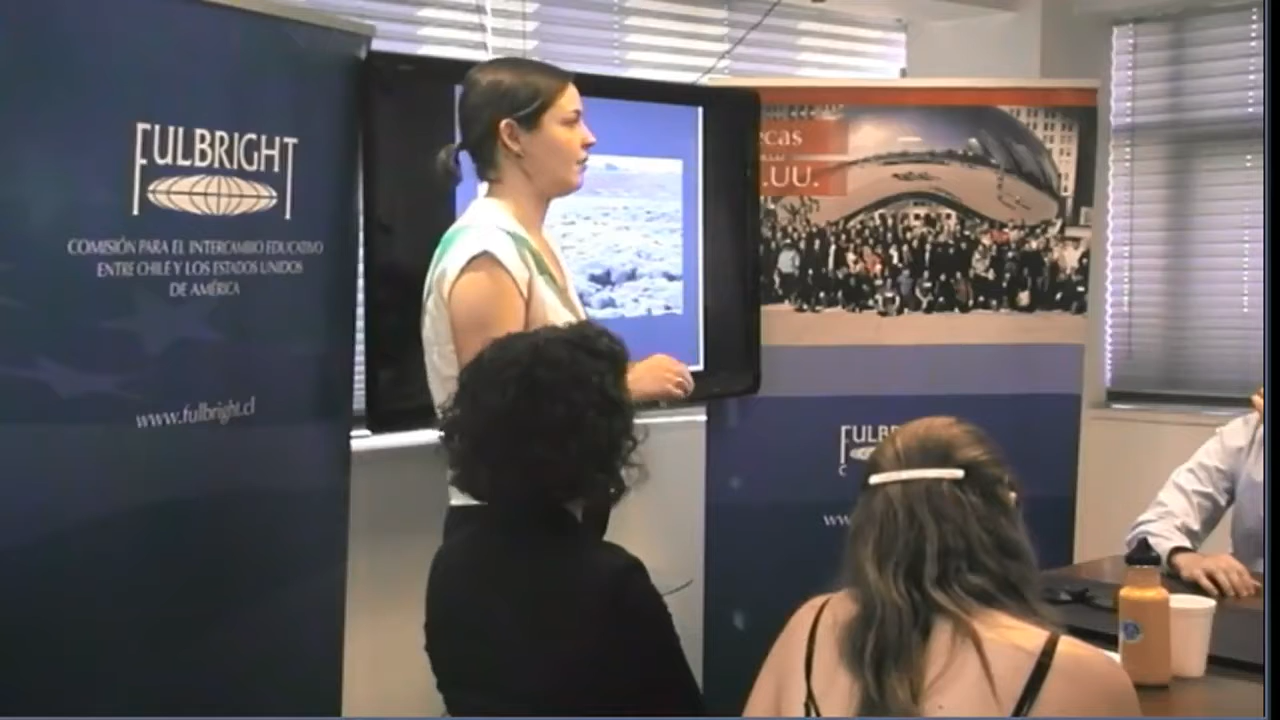 FULBRIGHT
COMISIÓN PARA EL INTERCAMBIO EDUCATIVO
ENTRE CHILE Y LOS ESTADOS UNIDOS
DE AMÉRICA
www.fulbright.cl
ecas
.UU.
FULB